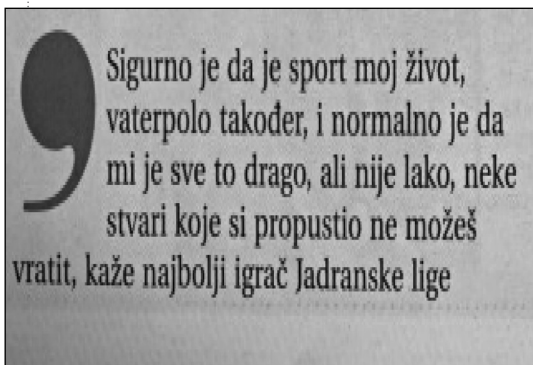 Sigurno je da je sport moj život,
vaterpolo također, i normalno je da
mi je sve to drago, ali nije lako, neke
stvari koje si propustio ne možeš
vratit, kaže najbolji igrač Jadranske lige